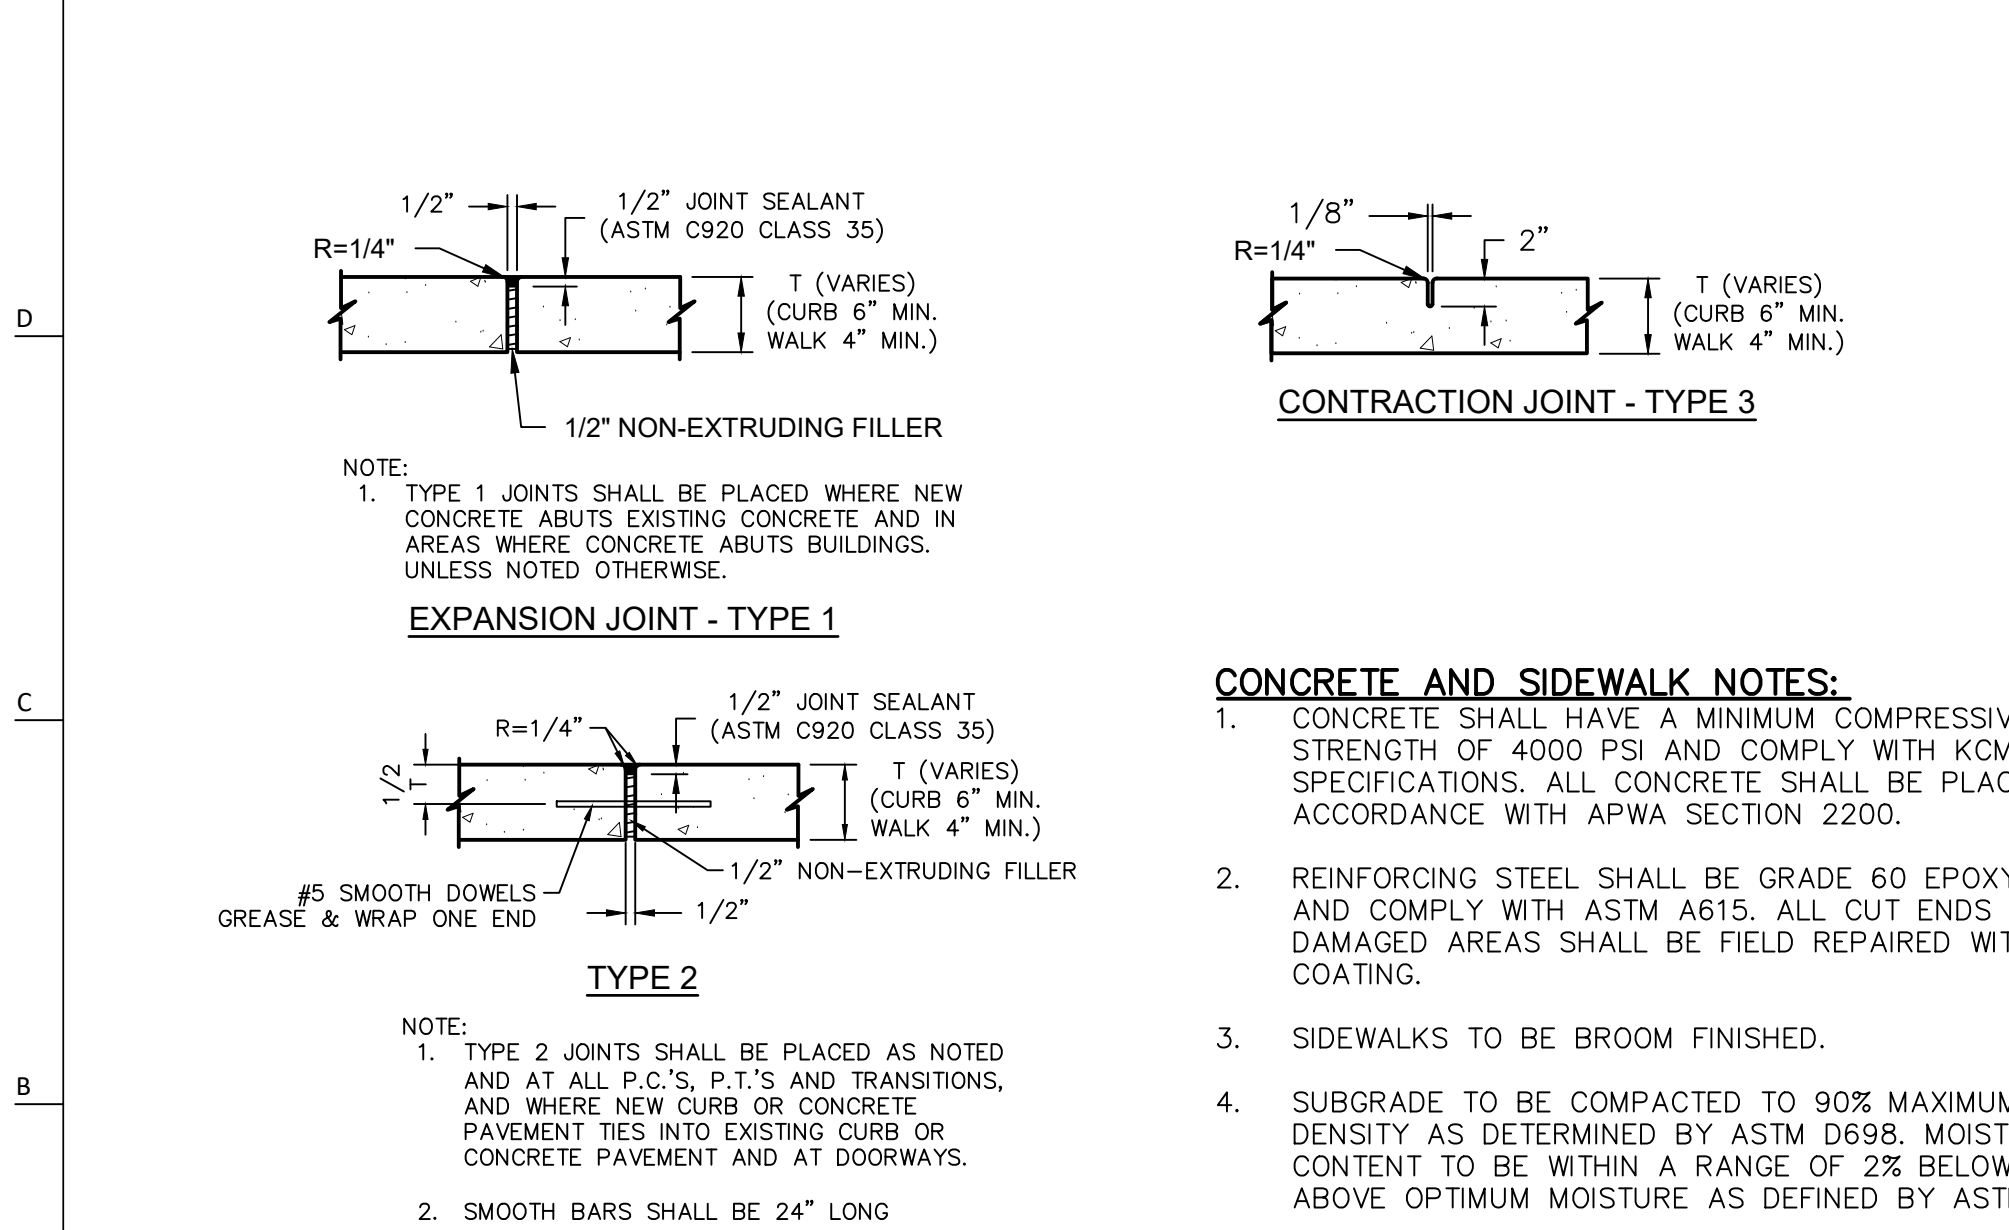 D
C
B
1/2”
1/2” JOINT SEALANT
(ASTM C920 CLASS 35)
R=1/4"
T (VARIES)
(CURB 6” MIN.
WALK 4” MIN.)
1/2" NON-EXTRUDING FILLER
NOTE:
1. TYPE 1 JOINTS SHALL BE PLACED WHERE NEW
CONCRETE ABUTS EXISTING CONCRETE AND IN
AREAS WHERE CONCRETE ABUTS BUILDINGS.
UNLESS NOTED OTHERWISE.
EXPANSION JOINT - TYPE 1
1/2” JOINT SEALANT
(ASTM C920 CLASS 35)
R=1/4”
1/2
T
T (VARIES)
(CURB 6” MIN.
WALK 4” MIN.)
1/2” NON–EXTRUDING FILLER
#5 SMOOTH DOWELS
GREASE & WRAP ONE END
1/2”
TYPE 2
NOTE:
1. TYPE 2 JOINTS SHALL BE PLACED AS NOTED
AND AT ALL P.C.’S, P.T.’S AND TRANSITIONS,
AND WHERE NEW CURB OR CONCRETE
PAVEMENT TIES INTO EXISTING CURB OR
CONCRETE PAVEMENT AND AT DOORWAYS.
2. SMOOTH BARS SHALL BE 24” LONG
1/8”
R=1/4"
2”
T (VARIES)
(CURB 6” MIN.
WALK 4” MIN.)
CONTRACTION JOINT - TYPE 3
CONCRETE AND SIDEWALK NOTES:
1. CONCRETE SHALL HAVE A MINIMUM COMPRESSIV
STRENGTH OF 4000 PSI AND COMPLY WITH KCM
SPECIFICATIONS. ALL CONCRETE SHALL BE PLAC
ACCORDANCE WITH APWA SECTION 2200.
2. REINFORCING STEEL SHALL BE GRADE 60 EPOXY
AND COMPLY WITH ASTM A615. ALL CUT ENDS
DAMAGED AREAS SHALL BE FIELD REPAIRED WIT
COATING.
3. SIDEWALKS TO BE BROOM FINISHED.
4. SUBGRADE TO BE COMPACTED TO 90% MAXIMUM
DENSITY AS DETERMINED BY ASTM D698. MOIST
CONTENT TO BE WITHIN A RANGE OF 2% BELOW
ABOVE OPTIMUM MOISTURE AS DEFINED BY AST